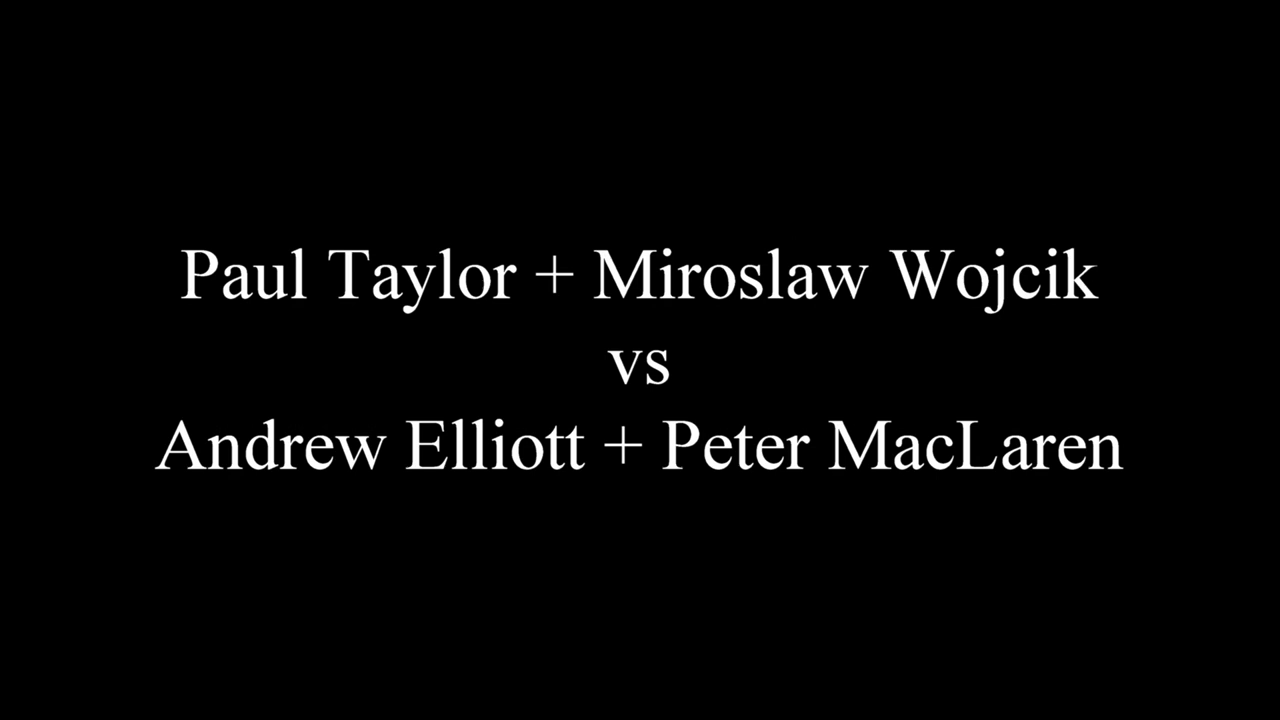 Paul Taylor + Miroslaw Wojcik
vs
Andrew Elliott + Peter MacLaren